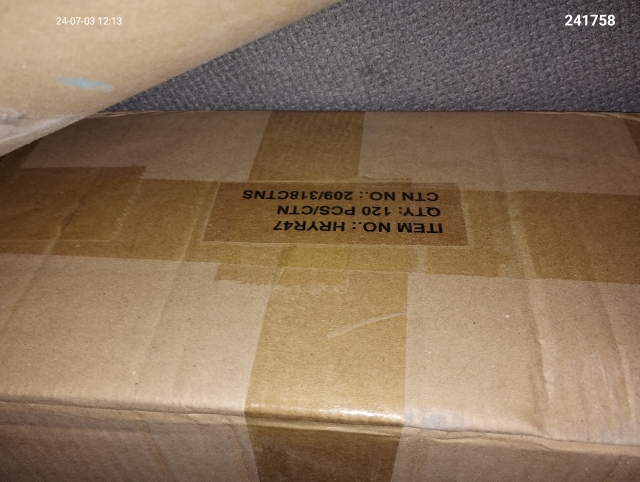 24-07-03 12:13
241758
ITEM NO.: HRYR47
QTY: 120 PCS/CTN
CTN NO.: 209/318CTNS